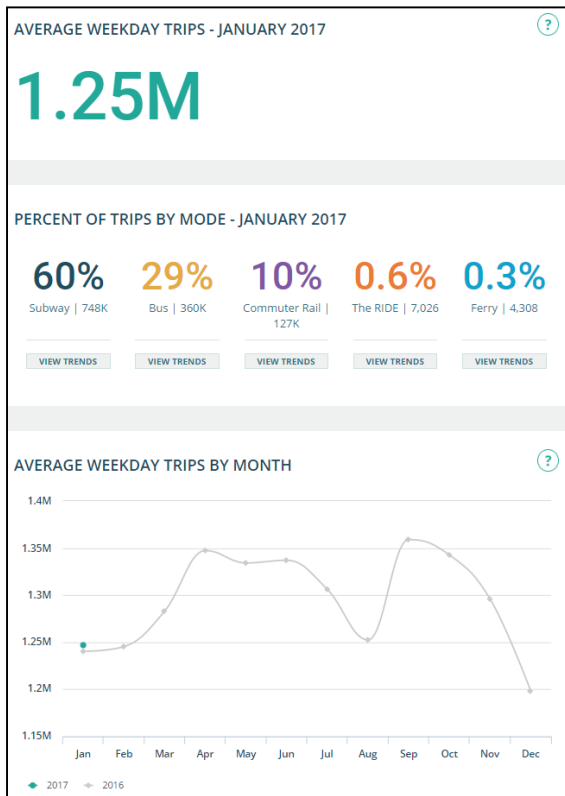 AVERAGE WEEKDAY TRIPS - JANUARY 2017
?
1.25M
PERCENT OF TRIPS BY MODE - JANUARY 2017
60% 29% 10% 0.6% 0.3%
Subway | 748K Bus | 360K Commuter Rail | The RIDE | 7,026 Ferry | 4,308
127K
VIEW TRENDS VIEW TRENDS VIEW TRENDS VIEW TRENDS VIEW TRENDS
AVERAGE WEEKDAY TRIPS BY MONTH
?
1.4M
1.35M
1.3M
1.25M
1.2M
1.15M
Jan Feb Mar Apr May Jun Jul Aug Sep Oct Nov Dec
2017 2016